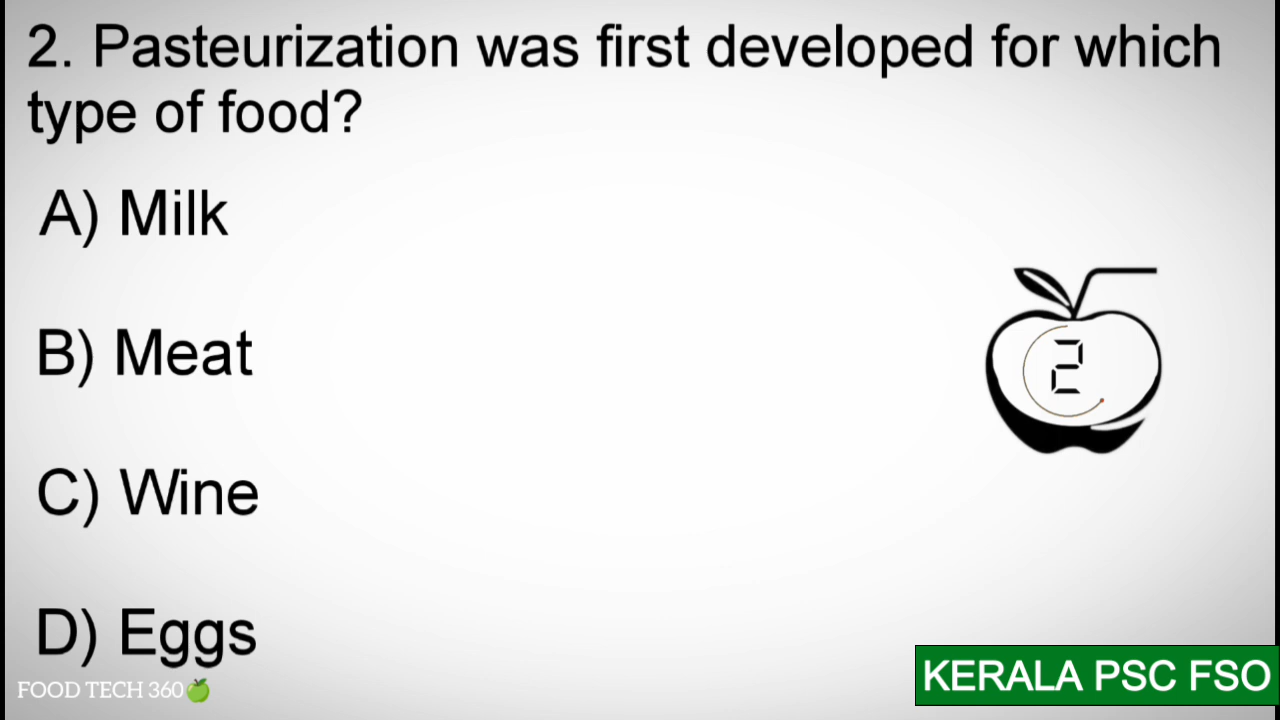 2. Pasteurization was first developed for which
type of food?
A) Milk
B) Meat
C) Wine
D) Eggs
2
FOOD TECH 360🍏
KERALA PSC FSO